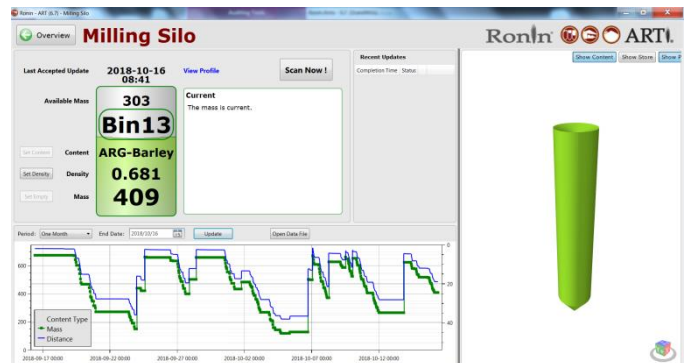 Ronin - ART (6.7) - Milling Silo
Overview
Milling Silo
Ronin
ARTI.
Last Accepted Update
2018-10-16
08:41
View Profile
Scan Now !
Available Mass
303
Bin13
Set Content
Content
ARG-Barley
Set Density
Density
0.681
Set Empty
Mass
409
Current
The mass is current.
Recent Updates
Completion Time
Status
Show Content
Show Store
Show P
Period:
One Month
End Date:
2018/10/16
Update
Open Data File
600
400
200
0
0
20
40
Content Type
Mass
Distance
2018-09-17 00:00
2018-09-22 00:00
2018-09-27 00:00
2018-10-02 00:00
2018-10-07 00:00
2018-10-12 00:00